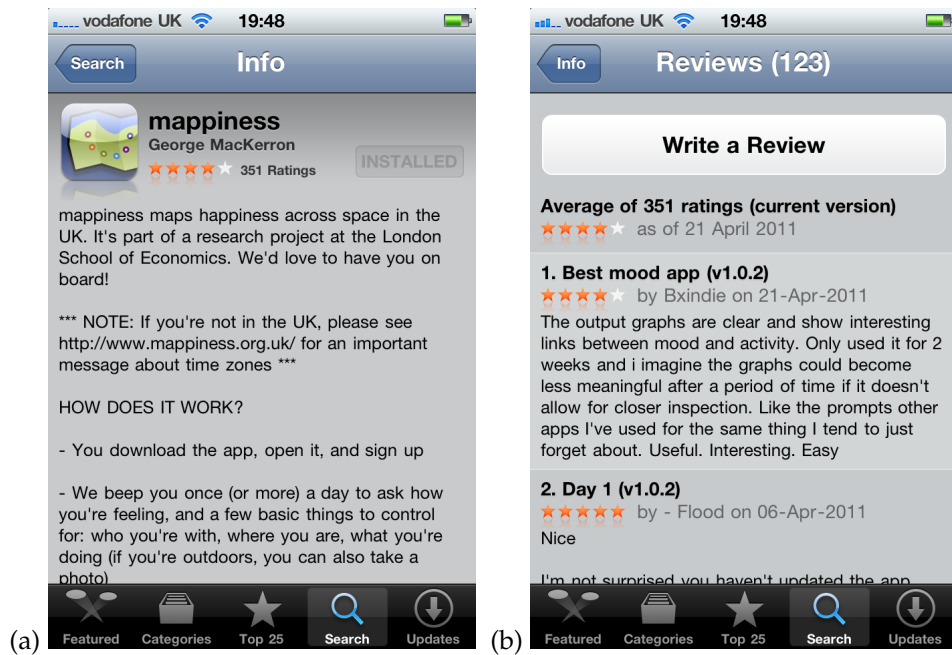 vodafone UK 19:48
Search Info
mappiness
George MacKerron
351 Ratings
INSTALLED
mappiness maps happiness across space in the
UK. It's part of a research project at the London
School of Economics. We'd love to have you on
board!
*** NOTE: If you're not in the UK, please see
http://www.mappiness.org.uk/ for an important
message about time zones ***
HOW DOES IT WORK?
- You download the app, open it, and sign up
- We beep you once (or more) a day to ask how
you're feeling, and a few basic things to control
for: who you're with, where you are, what you're
doing (if you're outdoors, you can also take a
photo)
Featured Categories Top 25 Search Updates
(a)
vodafone UK 19:48
Info Reviews (123)
Write a Review
Average of 351 ratings (current version)
as of 21 April 2011
1. Best mood app (v1.0.2)
by Bxindie on 21-Apr-2011
The output graphs are clear and show interesting
links between mood and activity. Only used it for 2
weeks and i imagine the graphs could become
less meaningful after a period of time if it doesn't
allow for closer inspection. Like the prompts other
apps I've used for the same thing I tend to just
forget about. Useful. Interesting. Easy
2. Day 1 (v1.0.2)
by - Flood on 06-Apr-2011
Nice
I'm not surprised you haven't updated the app
Featured Categories Top 25 Search Updates
(b)